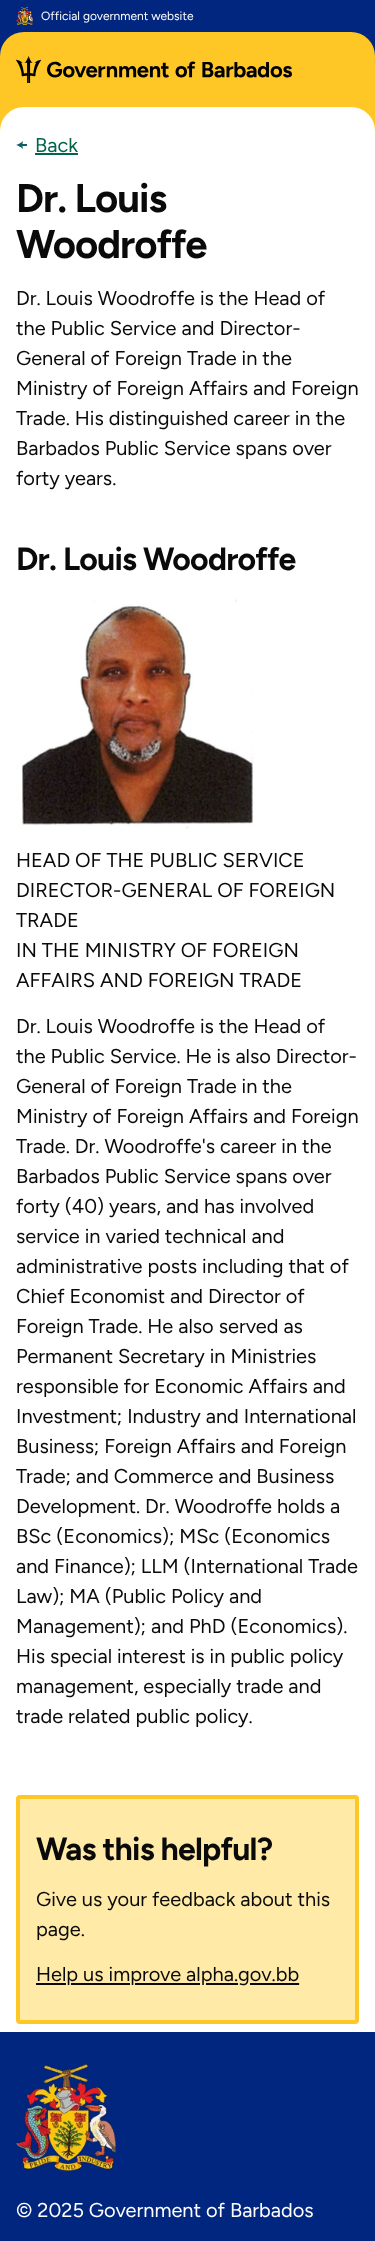 Official government website
Government of Barbados
Back
Dr. Louis
Woodroffe
Dr. Louis Woodroffe is the Head of
the Public Service and Director-
General of Foreign Trade in the
Ministry of Foreign Affairs and Foreign
Trade. His distinguished career in the
Barbados Public Service spans over
forty years.
Dr. Louis Woodroffe
HEAD OF THE PUBLIC SERVICE
DIRECTOR-GENERAL OF FOREIGN
TRADE
IN THE MINISTRY OF FOREIGN
AFFAIRS AND FOREIGN TRADE
Dr. Louis Woodroffe is the Head of
the Public Service. He is also Director-
General of Foreign Trade in the
Ministry of Foreign Affairs and Foreign
Trade. Dr. Woodroffe's career in the
Barbados Public Service spans over
forty (40) years, and has involved
service in varied technical and
administrative posts including that of
Chief Economist and Director of
Foreign Trade. He also served as
Permanent Secretary in Ministries
responsible for Economic Affairs and
Investment; Industry and International
Business; Foreign Affairs and Foreign
Trade; and Commerce and Business
Development. Dr. Woodroffe holds a
BSc (Economics); MSc (Economics
and Finance); LLM (International Trade
Law); MA (Public Policy and
Management); and PhD (Economics).
His special interest is in public policy
management, especially trade and
trade related public policy.
Was this helpful?
Give us your feedback about this
page.
Help us improve alpha.gov.bb
PRIDE AND INDUSTRY
© 2025 Government of Barbados